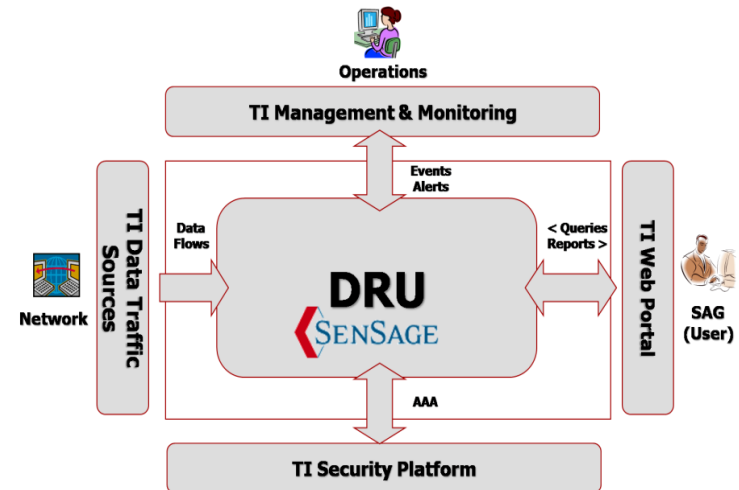 Operations
TI Management & Monitoring
Events
Alerts
TI Data Traffic
Sources
Data
Flows
< Queries
Reports >
TI Web Portal
Network
DRU
SENSAGE
SAG
(User)
AAA
TI Security Platform